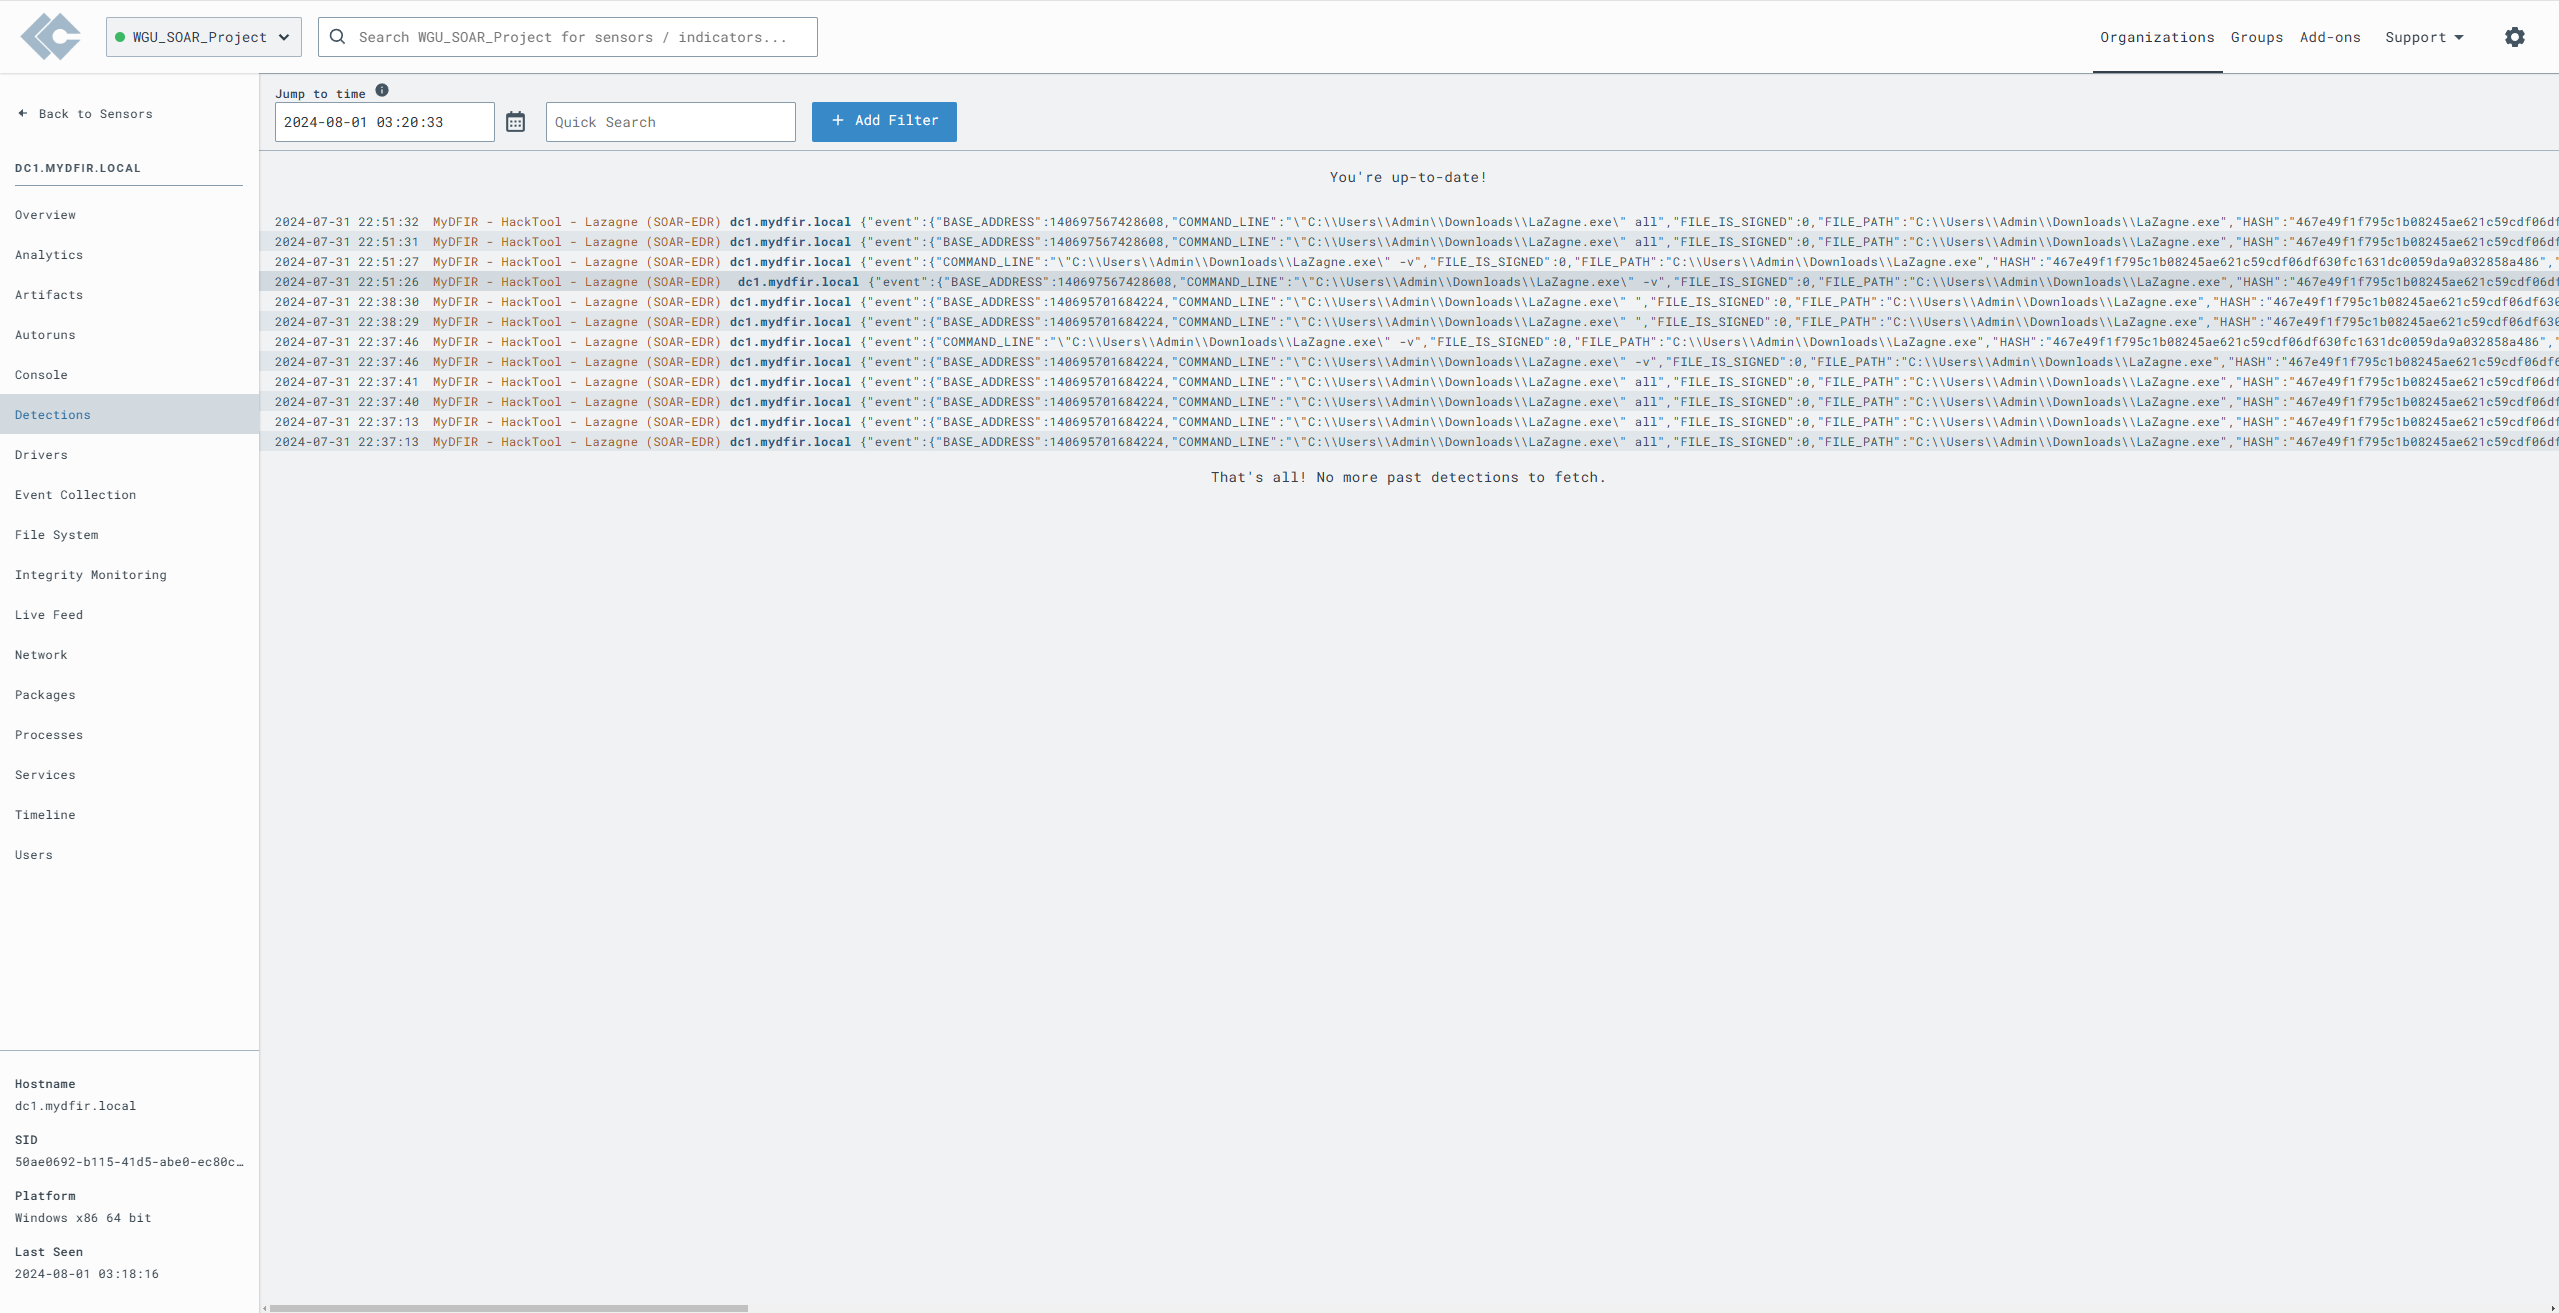 WGU_SOAR_Project
Search WGU_SOAR_Project for sensors / indicators...
Organizations Groups Add-ons Support
Back to Sensors
DC1.MYDFIR.LOCAL
Overview
Analytics
Artifacts
Autoruns
Console
Detections
Drivers
Event Collection
File System
Integrity Monitoring
Live Feed
Network
Packages
Processes
Services
Timeline
Users
Hostname
dc1.mydfir.local
SID
50ae0692-b115-41d5-abe0-ec80c…
Platform
Windows x86 64 bit
Last Seen
2024-08-01 03:18:16
Jump to time
2024-08-01 03:20:33
Quick Search
+ Add Filter
You're up-to-date!
2024-07-31 22:51:32 MyDFIR - HackTool - Lazagne (SOAR-EDR) dc1.mydfir.local {"event":{"BASE_ADDRESS":140697567428608,"COMMAND_LINE":"\"C:\\Users\\Admin\\Downloads\\LaZagne.exe\" all","FILE_IS_SIGNED":0,"FILE_PATH":"C:\\Users\\Admin\\Downloads\\LaZagne.exe","HASH":"467e49f1f795c1b08245ae621c59cdf06df
2024-07-31 22:51:31 MyDFIR - HackTool - Lazagne (SOAR-EDR) dc1.mydfir.local {"event":{"BASE_ADDRESS":140697567428608,"COMMAND_LINE":"\"C:\\Users\\Admin\\Downloads\\LaZagne.exe\" all","FILE_IS_SIGNED":0,"FILE_PATH":"C:\\Users\\Admin\\Downloads\\LaZagne.exe","HASH":"467e49f1f795c1b08245ae621c59cdf06df
2024-07-31 22:51:27 MyDFIR - HackTool - Lazagne (SOAR-EDR) dc1.mydfir.local {"event":{"COMMAND_LINE":"\"C:\\Users\\Admin\\Downloads\\LaZagne.exe\" -v","FILE_IS_SIGNED":0,"FILE_PATH":"C:\\Users\\Admin\\Downloads\\LaZagne.exe","HASH":"467e49f1f795c1b08245ae621c59cdf06df630fc1631dc0059da9a032858a486","
2024-07-31 22:51:26 MyDFIR - HackTool - Lazagne (SOAR-EDR) dc1.mydfir.local {"event":{"BASE_ADDRESS":140697567428608,"COMMAND_LINE":"\"C:\\Users\\Admin\\Downloads\\LaZagne.exe\" -v","FILE_IS_SIGNED":0,"FILE_PATH":"C:\\Users\\Admin\\Downloads\\LaZagne.exe","HASH":"467e49f1f795c1b08245ae621c59cdf06df
2024-07-31 22:38:30 MyDFIR - HackTool - Lazagne (SOAR-EDR) dc1.mydfir.local {"event":{"BASE_ADDRESS":140695701684224,"COMMAND_LINE":"\"C:\\Users\\Admin\\Downloads\\LaZagne.exe\" ","FILE_IS_SIGNED":0,"FILE_PATH":"C:\\Users\\Admin\\Downloads\\LaZagne.exe","HASH":"467e49f1f795c1b08245ae621c59cdf06df630
2024-07-31 22:38:29 MyDFIR - HackTool - Lazagne (SOAR-EDR) dc1.mydfir.local {"event":{"BASE_ADDRESS":140695701684224,"COMMAND_LINE":"\"C:\\Users\\Admin\\Downloads\\LaZagne.exe\" ","FILE_IS_SIGNED":0,"FILE_PATH":"C:\\Users\\Admin\\Downloads\\LaZagne.exe","HASH":"467e49f1f795c1b08245ae621c59cdf06df630
2024-07-31 22:37:46 MyDFIR - HackTool - Lazagne (SOAR-EDR) dc1.mydfir.local {"event":{"COMMAND_LINE":"\"C:\\Users\\Admin\\Downloads\\LaZagne.exe\" -v","FILE_IS_SIGNED":0,"FILE_PATH":"C:\\Users\\Admin\\Downloads\\LaZagne.exe","HASH":"467e49f1f795c1b08245ae621c59cdf06df630fc1631dc0059da9a032858a486","
2024-07-31 22:37:46 MyDFIR - HackTool - Lazagne (SOAR-EDR) dc1.mydfir.local {"event":{"BASE_ADDRESS":140695701684224,"COMMAND_LINE":"\"C:\\Users\\Admin\\Downloads\\LaZagne.exe\" -v","FILE_IS_SIGNED":0,"FILE_PATH":"C:\\Users\\Admin\\Downloads\\LaZagne.exe","HASH":"467e49f1f795c1b08245ae621c59cdf06df6
2024-07-31 22:37:41 MyDFIR - HackTool - Lazagne (SOAR-EDR) dc1.mydfir.local {"event":{"BASE_ADDRESS":140695701684224,"COMMAND_LINE":"\"C:\\Users\\Admin\\Downloads\\LaZagne.exe\" all","FILE_IS_SIGNED":0,"FILE_PATH":"C:\\Users\\Admin\\Downloads\\LaZagne.exe","HASH":"467e49f1f795c1b08245ae621c59cdf06df
2024-07-31 22:37:40 MyDFIR - HackTool - Lazagne (SOAR-EDR) dc1.mydfir.local {"event":{"BASE_ADDRESS":140695701684224,"COMMAND_LINE":"\"C:\\Users\\Admin\\Downloads\\LaZagne.exe\" all","FILE_IS_SIGNED":0,"FILE_PATH":"C:\\Users\\Admin\\Downloads\\LaZagne.exe","HASH":"467e49f1f795c1b08245ae621c59cdf06df
2024-07-31 22:37:13 MyDFIR - HackTool - Lazagne (SOAR-EDR) dc1.mydfir.local {"event":{"BASE_ADDRESS":140695701684224,"COMMAND_LINE":"\"C:\\Users\\Admin\\Downloads\\LaZagne.exe\" all","FILE_IS_SIGNED":0,"FILE_PATH":"C:\\Users\\Admin\\Downloads\\LaZagne.exe","HASH":"467e49f1f795c1b08245ae621c59cdf06df
2024-07-31 22:37:13 MyDFIR - HackTool - Lazagne (SOAR-EDR) dc1.mydfir.local {"event":{"BASE_ADDRESS":140695701684224,"COMMAND_LINE":"\"C:\\Users\\Admin\\Downloads\\LaZagne.exe\" all","FILE_IS_SIGNED":0,"FILE_PATH":"C:\\Users\\Admin\\Downloads\\LaZagne.exe","HASH":"467e49f1f795c1b08245ae621c59cdf06df
That's all! No more past detections to fetch.